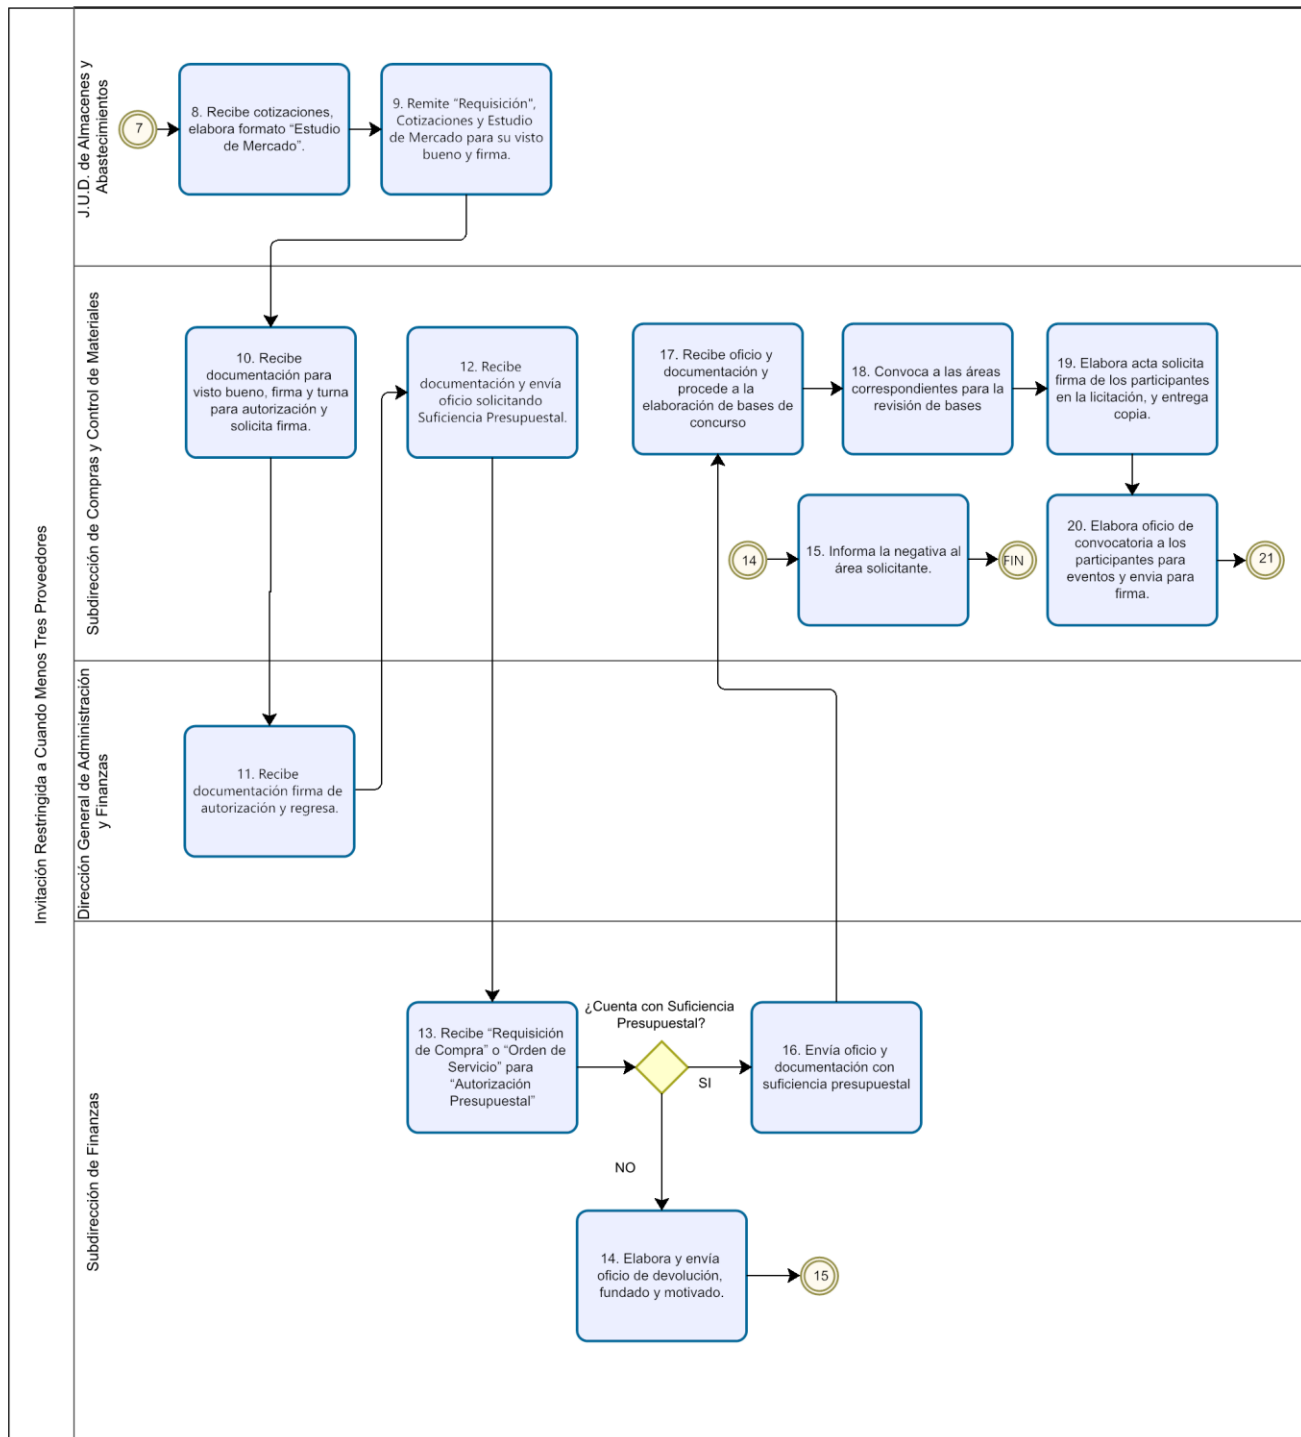 Invitación Restringida a Cuando Menos Tres Proveedores
J.U.D. de Almacenes y
Abastecimientos
7
8. Recibe cotizaciones,
elabora formato “Estudio
de Mercado”.
9. Remite "Requisición",
Cotizaciones y Estudio
de Mercado para su visto
bueno y firma.
Subdirección de Compras y Control de Materiales
10. Recibe
documentación para
visto bueno, firma y turna
para autorización y
solicita firma.
12. Recibe
documentación y envía
oficio solicitando
Suficiencia Presupuestal.
17. Recibe oficio y
documentación y
procede a la
elaboración de bases de
concurso
18. Convoca a las áreas
correspondientes para la
revisión de bases
19. Elabora acta solicita
firma de los participantes
en la licitación, y entrega
copia.
14
15. Informa la negativa al
área solicitante.
FIN
20. Elabora oficio de
convocatoria a los
participantes para
eventos y envia para
firma.
21
Dirección General de Administración
y Finanzas
11. Recibe
documentación firma de
autorización y regresa.
Subdirección de Finanzas
13. Recibe “Requisición
de Compra” o “Orden de
Servicio” para
“Autorización
Presupuestal”
¿Cuenta con Suficiencia
Presupuestal?
SI
16. Envía oficio y
documentación con
suficiencia presupuestal
NO
14. Elabora y envía
oficio de devolución,
fundado y motivado.
15